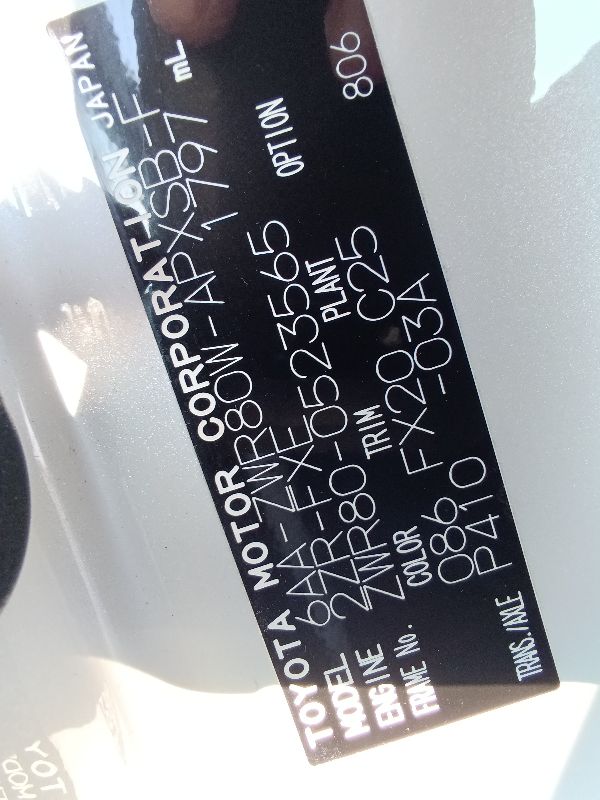 TOYOTA MOTOR CORPORATION JAPAN
MODEL 6AA-ZWR80W-APXSB-F
ENGINE 2ZR-FXE 1797 mL
FRAME No. ZWR80-0523565
COLOR TRIM PLANT OPTION
086 FX20 C25 806
TRANS./AXLE P410 -03A
TOY